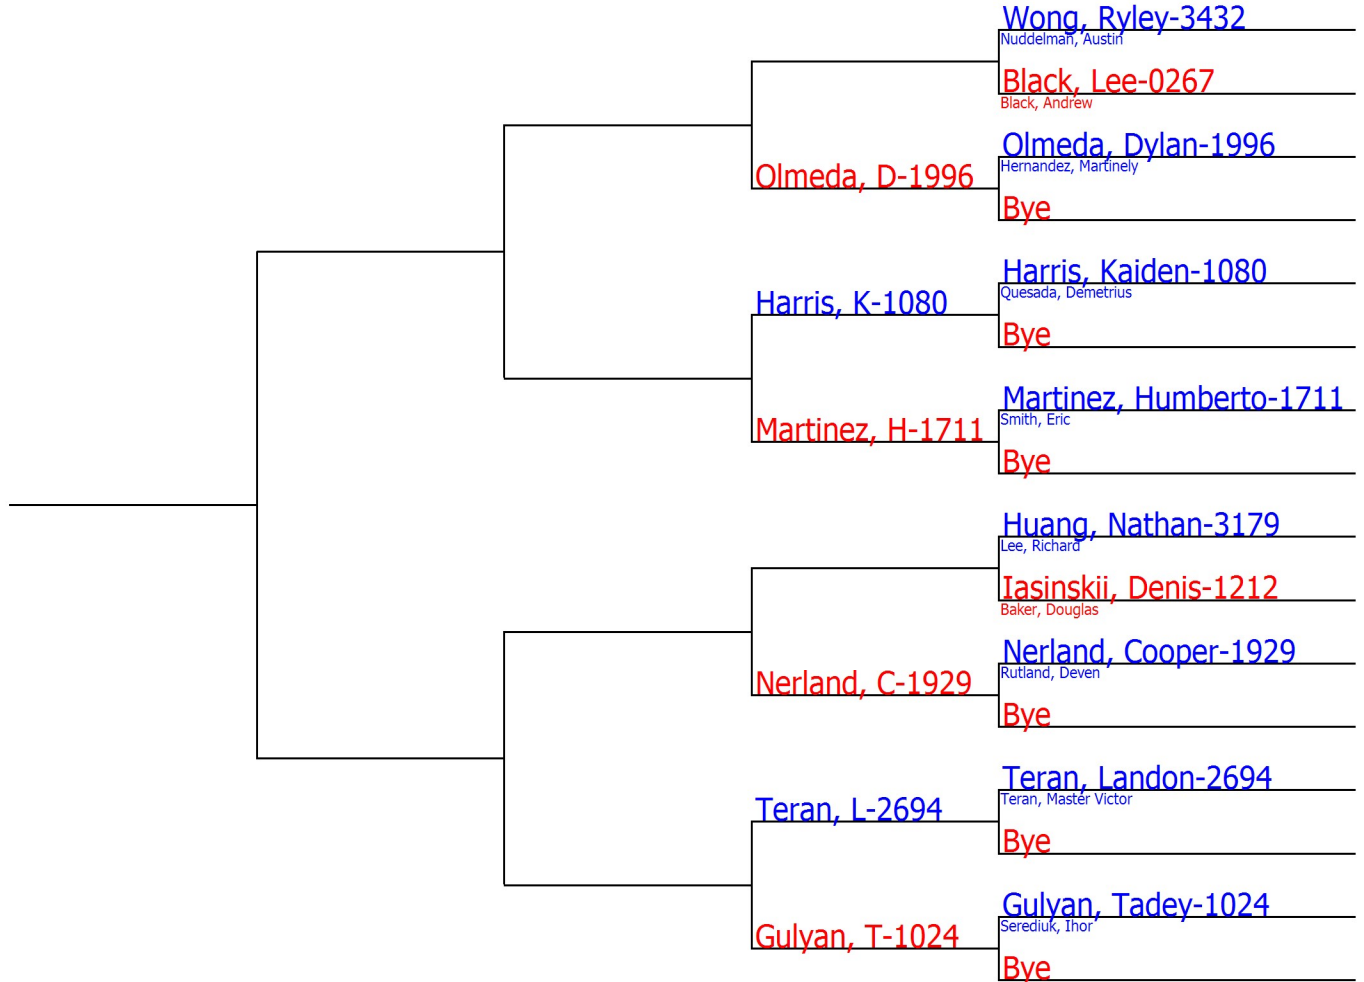 Wong, Ryley-3432
Nuddelman, Austin
Black, Lee-0267
Black, Andrew
Olmeda, Dylan-1996
Hernandez, Martinely
Olmeda, D-1996
Bye
Harris, Kaiden-1080
Quesada, Demetrius
Harris, K-1080
Bye
Martinez, Humberto-1711
Smith, Eric
Martinez, H-1711
Bye
Huang, Nathan-3179
Lee, Richard
Iasinskii, Denis-1212
Baker, Douglas
Nerland, Cooper-1929
Rutland, Deven
Nerland, C-1929
Bye
Teran, Landon-2694
Teran, Master Victor
Teran, L-2694
Bye
Gulyan, Tadey-1024
Serediuk, Ihor
Gulyan, T-1024
Bye